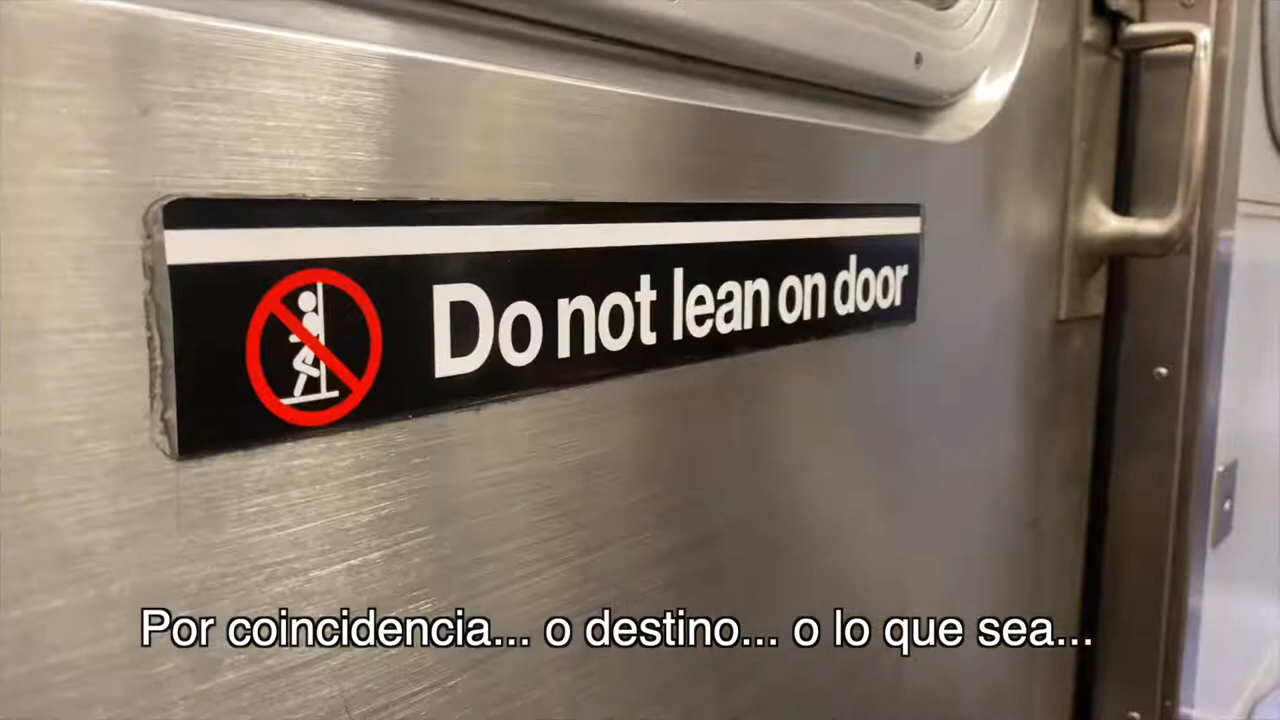 Do not lean on door
Por coincidencia... o destino... o lo que sea...